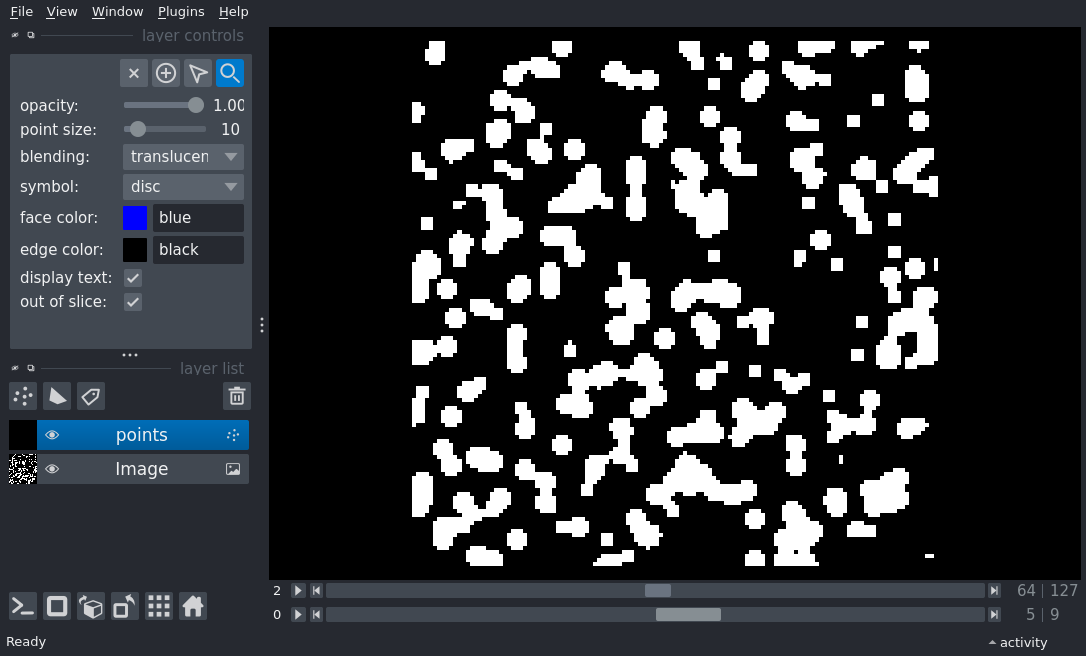 File View Window Plugins Help
layer controls
opacity: 1.00
point size: 10
blending: translucen
symbol: disc
face color: blue
edge color: black
display text:
out of slice:
layer list
points
Image
2 64 | 127
0 5 | 9
Ready activity